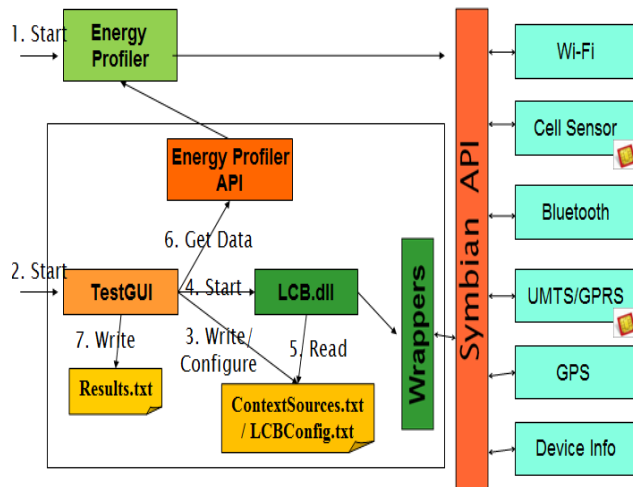 1. Start
Energy
Profiler
Wi-Fi
Cell Sensor
Energy Profiler
API
Bluetooth
6. Get Data
2. Start
TestGUI
4. Start
LCB.dll
Wrappers
Symbian API
UMTS/GPRS
7. Write
3. Write/
Configure
5. Read
GPS
Results.txt
ContextSources.txt
/ LCBConfig.txt
Device Info